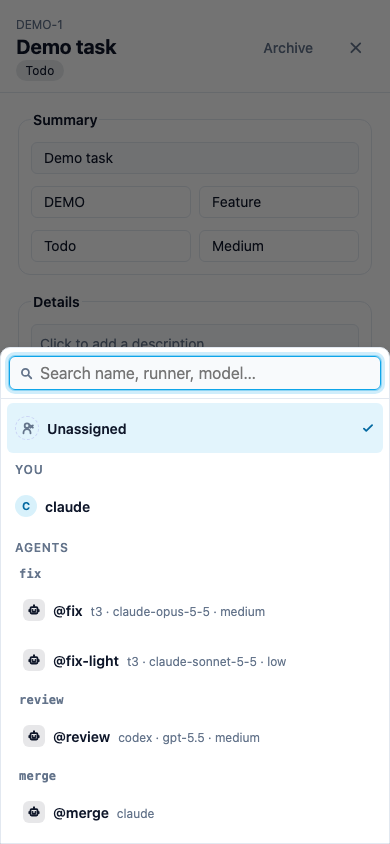 DEMO-1
Demo task
Archive
Todo
Summary
Demo task
DEMO
Feature
Todo
Medium
Details
Click to add a description
Search name, runner, model...
Unassigned
YOU
C claude
AGENTS
fix
@fix t3 · claude-opus-5-5 · medium
@fix-light t3 · claude-sonnet-5-5 · low
review
@review codex · gpt-5.5 · medium
merge
@merge claude